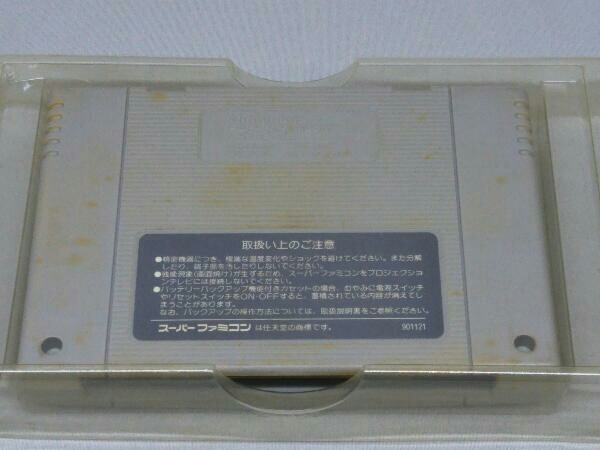 取扱い上のご注意
●精密機器につき、極端な温度変化やショックを避けてください。また分解
したり、端子部を汚したりしないでください。
●残像現象(画面焼け)が生ずるため、スーパーファミコンをプロジェクショ
ンテレビには接続しないでください。
●バッテリーバックアップ機能付きカセットの場合、むやみに電源スイッチ
やリセットスイッチをON・OFFすると、蓄積されている内容が消えてし
まうことがあります。
なお、バックアップの操作方法については、取扱説明書をご参照ください。
スーパーファミコン は任天堂の商標です。 901121